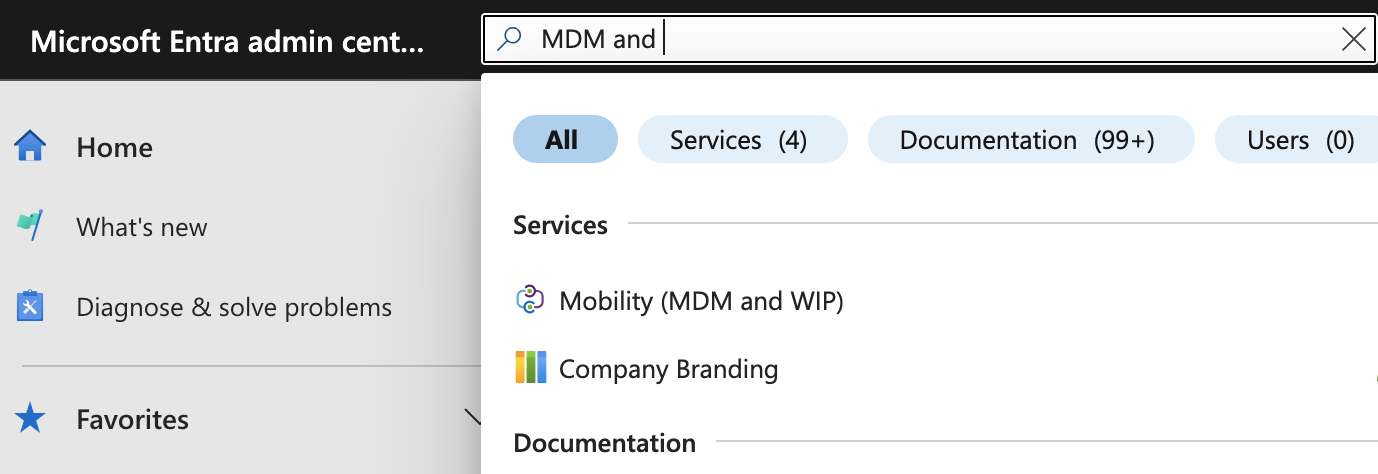 Microsoft Entra admin cent...
MDM and
Home
What's new
Diagnose & solve problems
Favorites
All
Services (4)
Documentation (99+)
Users (0)
Services
Mobility (MDM and WIP)
Company Branding
Documentation